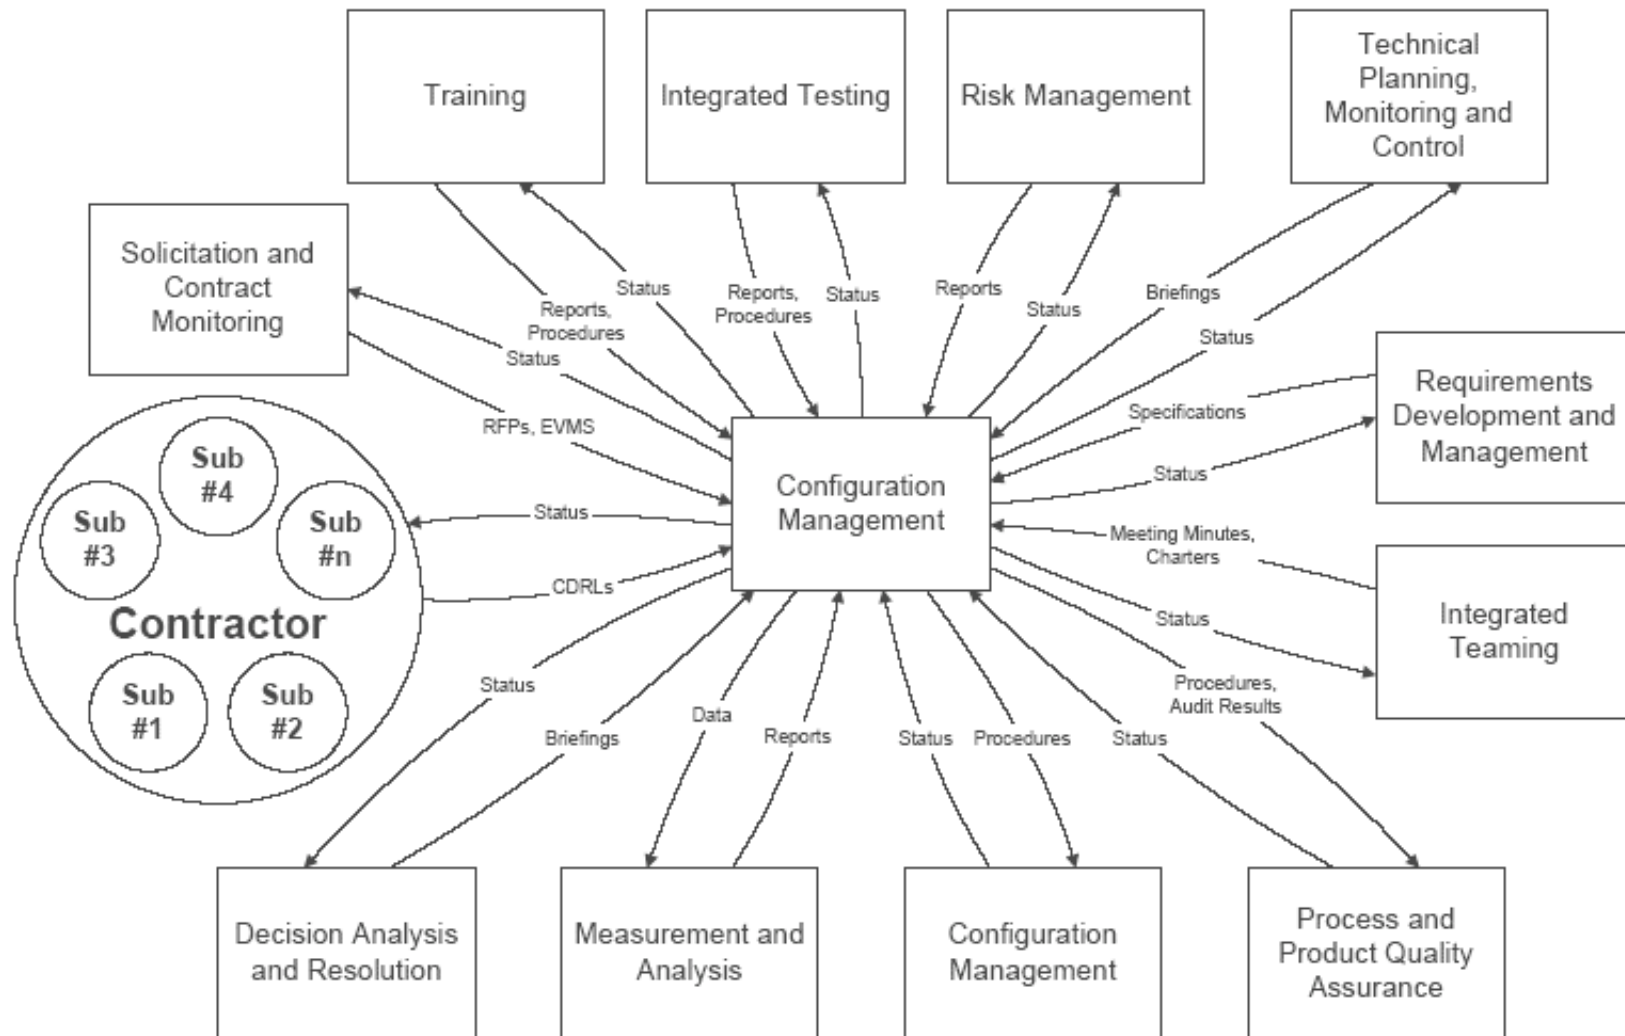 Training
Integrated Testing
Risk Management
Technical
Planning,
Monitoring and
Control
Solicitation and
Contract
Monitoring
Status
Reports,
Procedures
Reports,
Procedures
Status
Reports
Status
Briefings
Status
Status
RFPs, EVMS
Specifications
Status
Requirements
Development and
Management
Configuration
Management
Sub
#4
Sub
#3
Sub
#n
Contractor
Sub
#1
Sub
#2
Status
CDRLs
Meeting Minutes,
Charters
Status
Integrated
Teaming
Status
Briefings
Data
Reports
Status
Procedures
Procedures,
Audit Results
Status
Decision Analysis
and Resolution
Measurement and
Analysis
Configuration
Management
Process and
Product Quality
Assurance